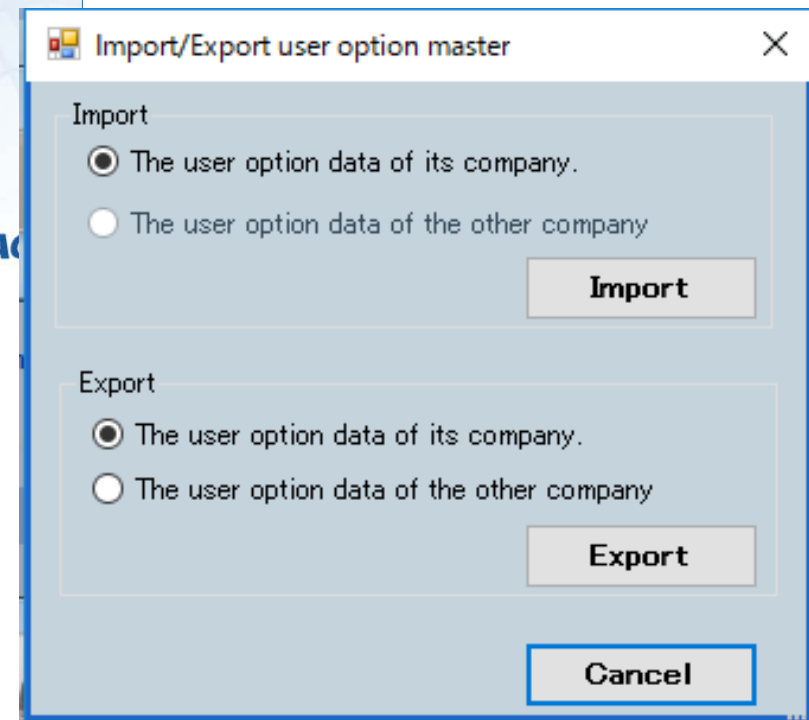 Import/Export user option master
Import
The user option data of its company.
The user option data of the other company
Import
Export
The user option data of its company.
The user option data of the other company
Export
Cancel